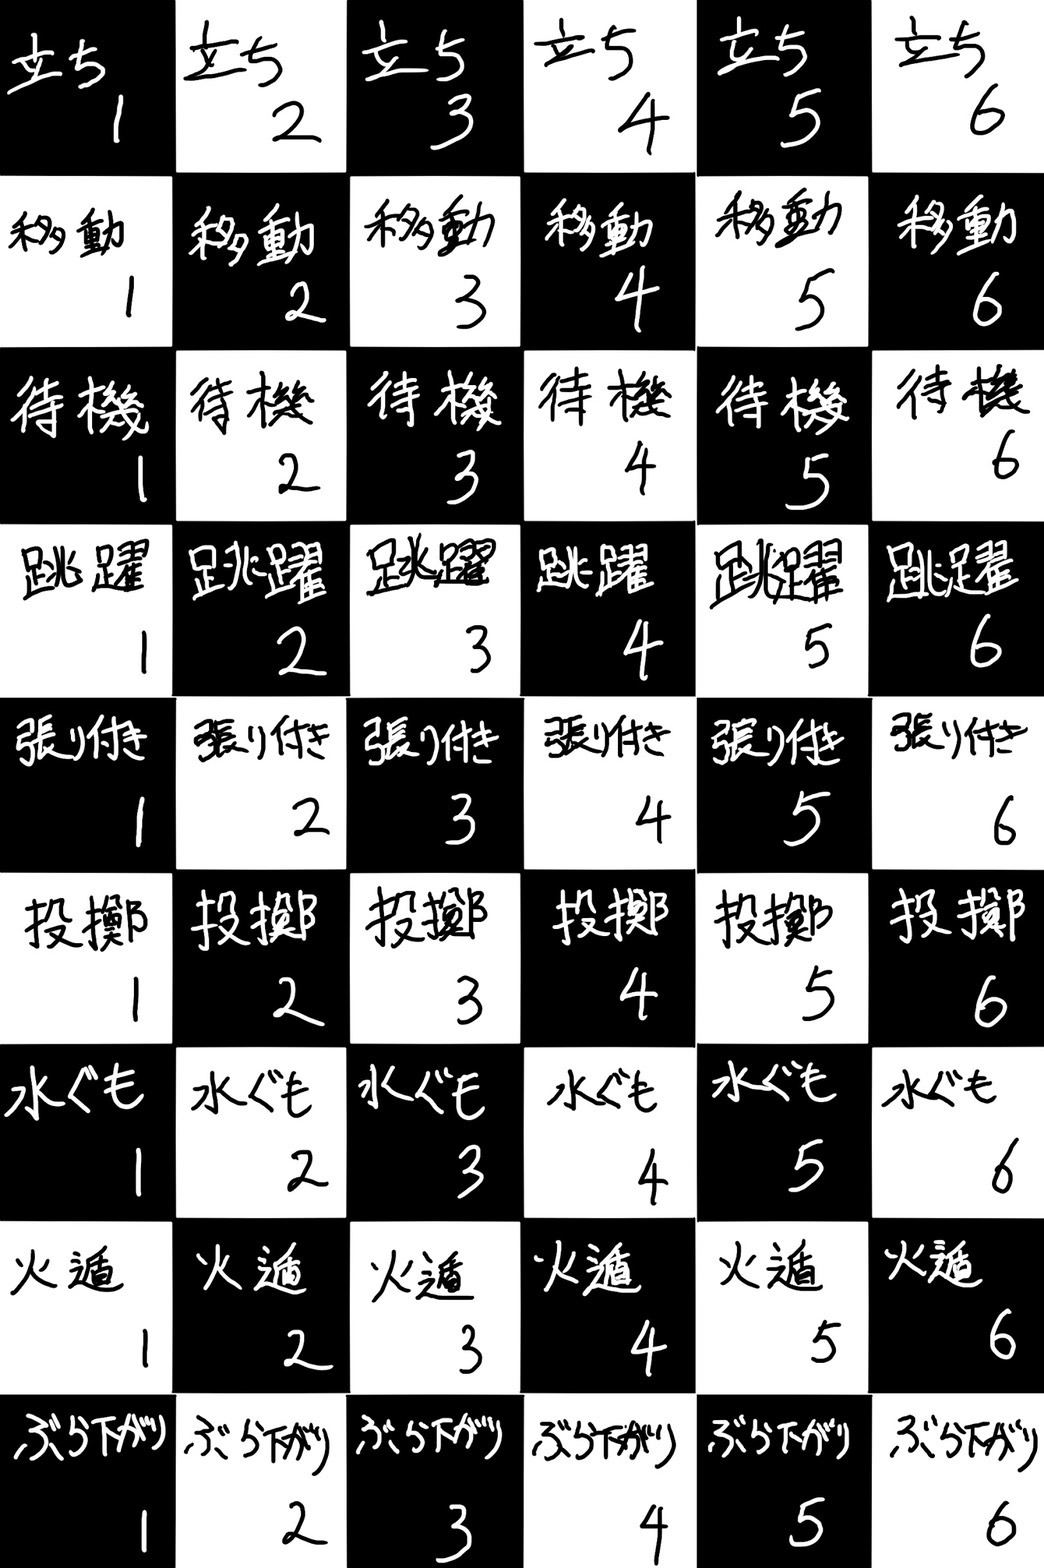 立ち 立ち 立ち 立ち 立ち 立ち
1 2 3 4 5 6
移動 移動 移動 移動 移動 移動
1 2 3 4 5 6
待機 待機 待機 待機 待機 待機
1 2 3 4 5 6
跳躍 跳躍 跳躍 跳躍 跳躍 跳躍
1 2 3 4 5 6
張り付き 張り付き 張り付き 張り付き 張り付き 張り付き
1 2 3 4 5 6
投擲 投擲 投擲 投擲 投擲 投擲
1 2 3 4 5 6
水ぐも 水ぐも 水ぐも 水ぐも 水ぐも 水ぐも
1 2 3 4 5 6
火遁 火遁 火遁 火遁 火遁 火遁
1 2 3 4 5 6
ぶら下がり ぶら下がり ぶら下がり ぶら下がり ぶら下がり ぶら下がり
1 2 3 4 5 6